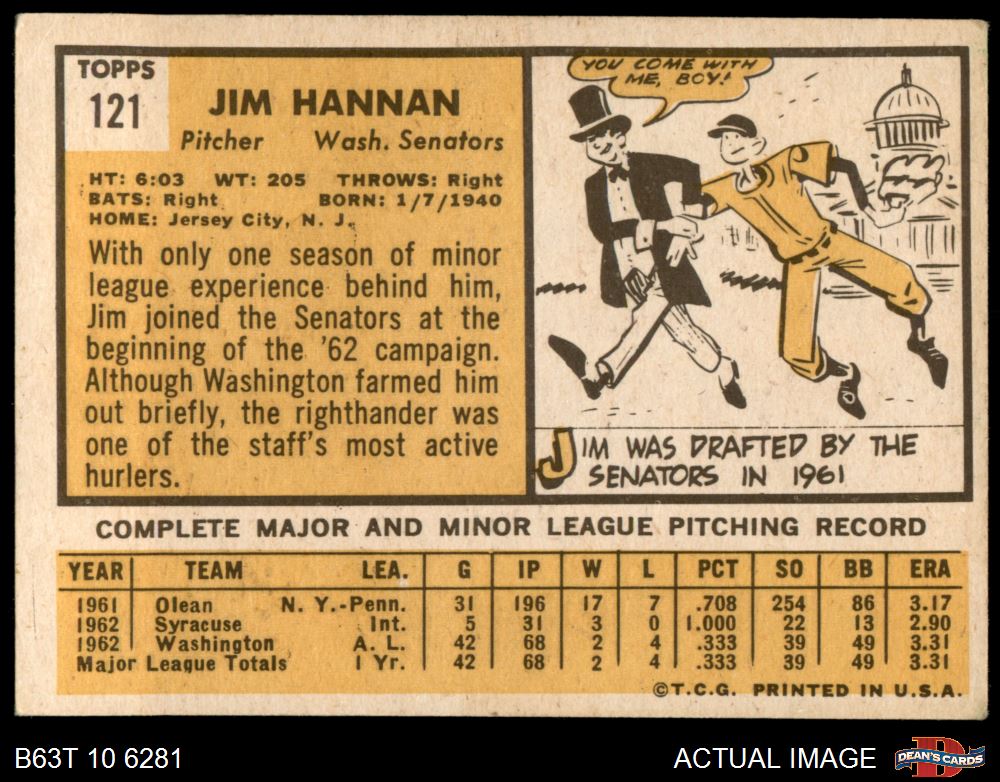 TOPPS
121
JIM HANNAN
Pitcher Wash. Senators
HT: 6:03 WT: 205 THROWS: Right
BATS: Right BORN: 1/7/1940
HOME: Jersey City, N. J.
With only one season of minor
league experience behind him,
Jim joined the Senators at the
beginning of the '62 campaign.
Although Washington farmed him
out briefly, the righthander was
one of the staff's most active
hurlers.
YOU COME WITH
ME, BOY!
JIM WAS DRAFTED BY THE
SENATORS IN 1961
COMPLETE MAJOR AND MINOR LEAGUE PITCHING RECORD
YEAR TEAM LEA. G IP W L PCT SO BB ERA
1961 Olean N. Y.-Penn. 31 196 17 7 .708 254 86 3.17
1962 Syracuse Int. 5 31 3 0 1.000 22 13 2.90
1962 Washington A. L. 42 68 2 4 .333 39 49 3.31
Major League Totals 1 Yr. 42 68 2 4 .333 39 49 3.31
©T.C.G. PRINTED IN U.S.A.
B63T 10 6281 ACTUAL IMAGE D DEAN'S CARDS